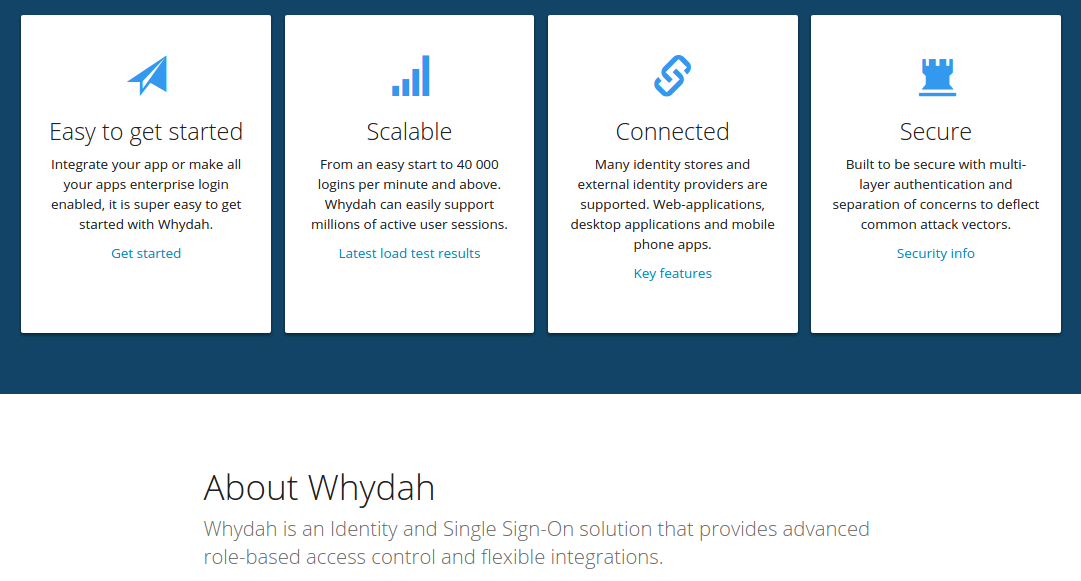 Easy to get started
Integrate your app or make all
your apps enterprise login
enabled, it is super easy to get
started with Whydah.
Get started
Scalable
From an easy start to 40 000
logins per minute and above.
Whydah can easily support
millions of active user sessions.
Latest load test results
Connected
Many identity stores and
external identity providers are
supported. Web-applications,
desktop applications and mobile
phone apps.
Key features
Secure
Built to be secure with multi-
layer authentication and
separation of concerns to deflect
common attack vectors.
Security info
About Whydah
Whydah is an Identity and Single Sign-On solution that provides advanced
role-based access control and flexible integrations.